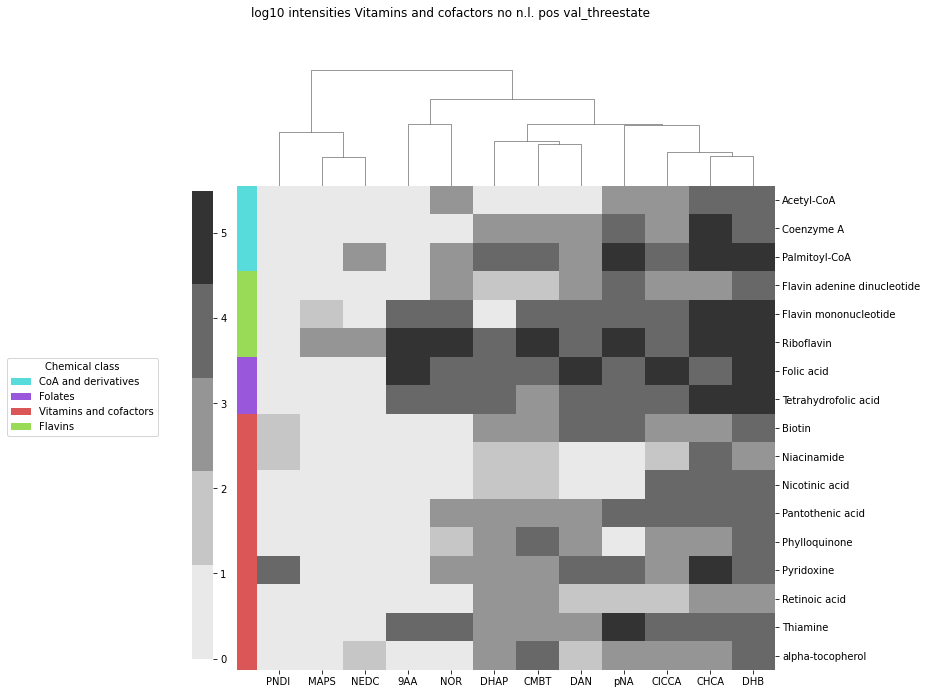 log10 intensities Vitamins and cofactors no n.l. pos val_threestate
5
4
3
2
1
0
Chemical class
CoA and derivatives
Folates
Vitamins and cofactors
Flavins
Acetyl-CoA
Coenzyme A
Palmitoyl-CoA
Flavin adenine dinucleotide
Flavin mononucleotide
Riboflavin
Folic acid
Tetrahydrofolic acid
Biotin
Niacinamide
Nicotinic acid
Pantothenic acid
Phylloquinone
Pyridoxine
Retinoic acid
Thiamine
alpha-tocopherol
PNDI MAPS NEDC 9AA NOR DHAP CMBT DAN pNA ClCCA CHCA DHB